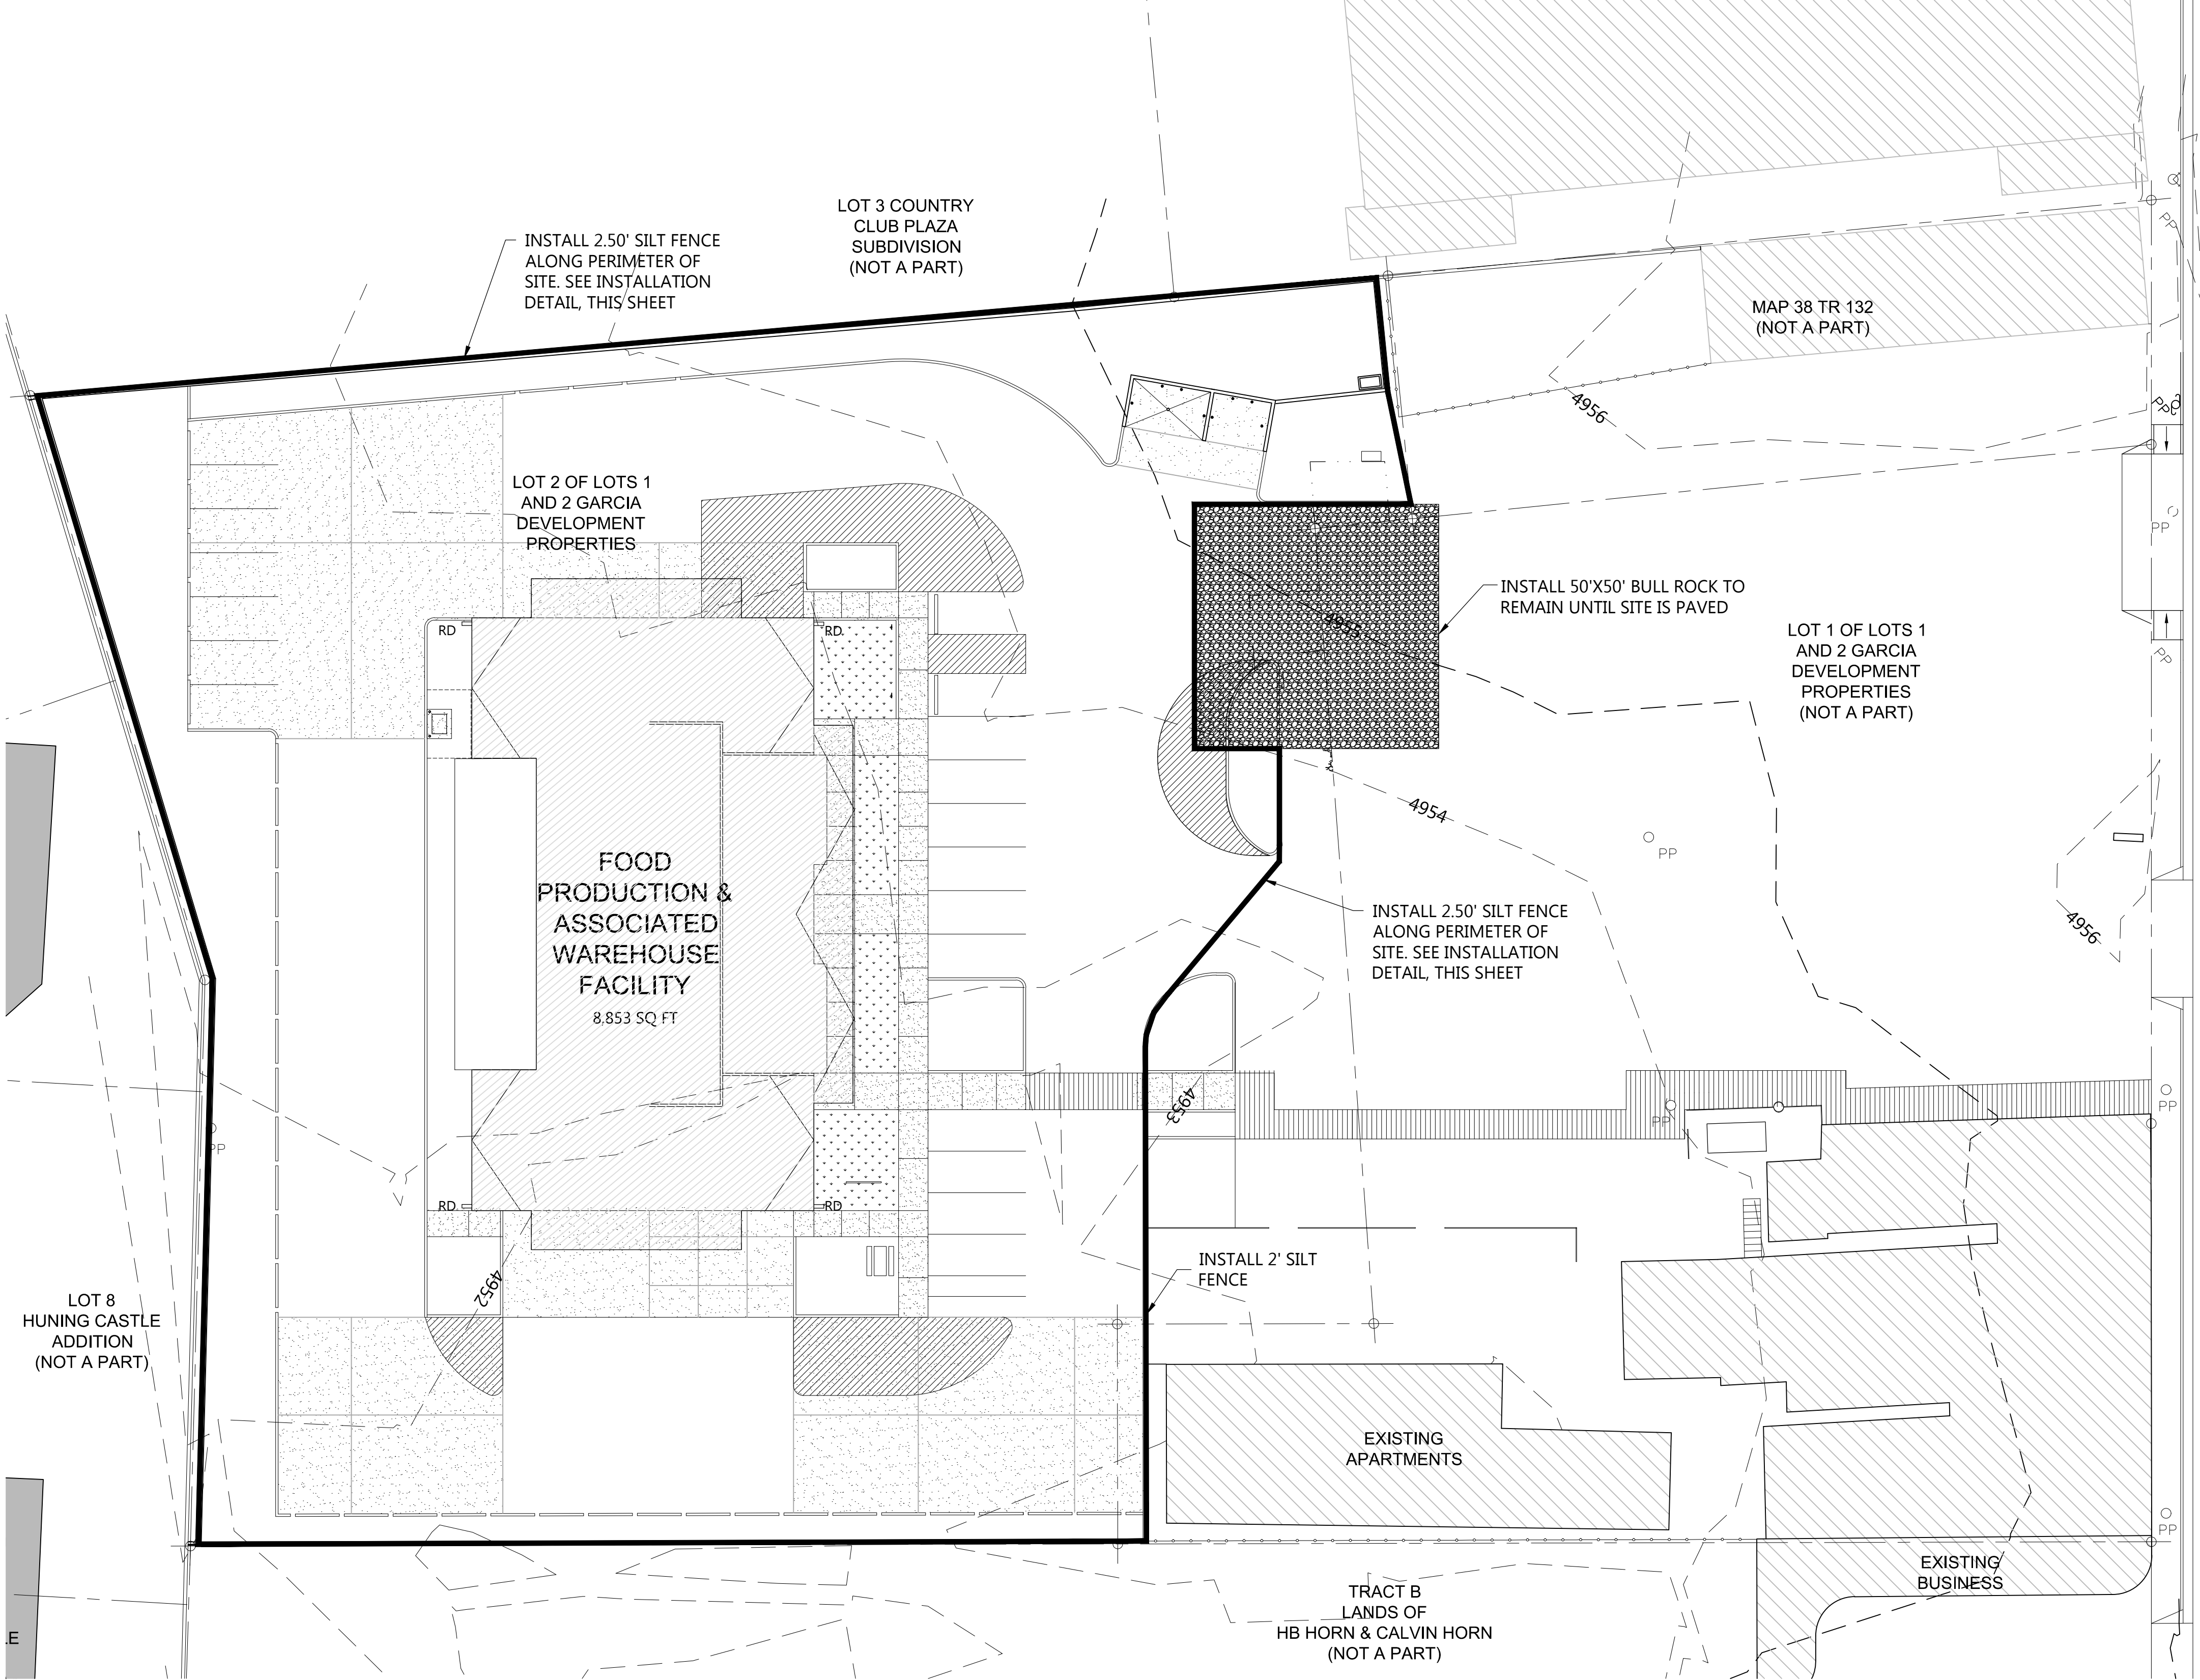 LOT 3 COUNTRY
CLUB PLAZA
SUBDIVISION
(NOT A PART)
INSTALL 2.50' SILT FENCE
ALONG PERIMETER OF
SITE. SEE INSTALLATION
DETAIL, THIS SHEET
PP
MAP 38 TR 132
(NOT A PART)
4956
PP
LOT 2 OF LOTS 1
AND 2 GARCIA
DEVELOPMENT
PROPERTIES
PP
INSTALL 50'X50' BULL ROCK TO
REMAIN UNTIL SITE IS PAVED
RD
RD
4955
LOT 1 OF LOTS 1
AND 2 GARCIA
DEVELOPMENT
PROPERTIES
(NOT A PART)
PP
4954
PP
FOOD
PRODUCTION &
ASSOCIATED
WAREHOUSE
FACILITY
8,853 SQ FT
INSTALL 2.50' SILT FENCE
ALONG PERIMETER OF
SITE. SEE INSTALLATION
DETAIL, THIS SHEET
4956
4953
PP
PP
PP
RD
RD
INSTALL 2' SILT
FENCE
4952
LOT 8
HUNING CASTLE
ADDITION
(NOT A PART)
EXISTING
APARTMENTS
PP
EXISTING
BUSINESS
TRACT B
LANDS OF
HB HORN & CALVIN HORN
(NOT A PART)
LE